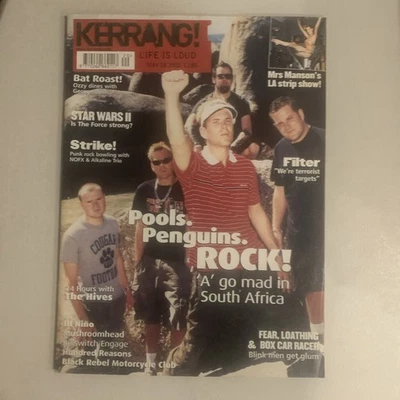 KERRANG!
LIFE IS LOUD
Bat Roast!
Ozzy dines with
STAR WARS II
Is The Force strong?
Strike!
Punk rock bowling with
NOFX & Alkaline Trio
Mrs Manson's
LA strip show!
Filter
"We're terrorist
targets"
Pools.
Penguins.
ROCK!
'A' go mad in
South Africa
COUGAR
FOOTBALL
24 Hours with
The Hives
Ill Niño
Mushroomhead
Killswitch Engage
Hundred Reasons
Black Rebel Motorcycle Club
FEAR, LOATHING
& BOX CAR RACER
Blink men get glum